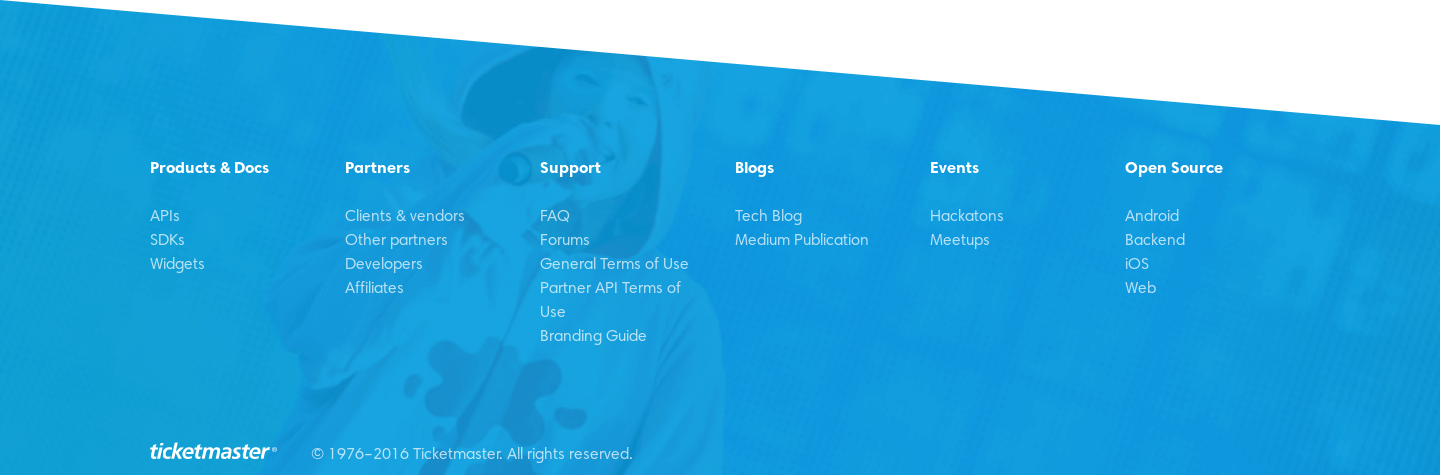 Products & Docs
APIs
SDKs
Widgets
Partners
Clients & vendors
Other partners
Developers
Affiliates
Support
FAQ
Forums
General Terms of Use
Partner API Terms of
Use
Branding Guide
Blogs
Tech Blog
Medium Publication
Events
Hackatons
Meetups
Open Source
Android
Backend
iOS
Web
ticketmaster®
© 1976–2016 Ticketmaster. All rights reserved.